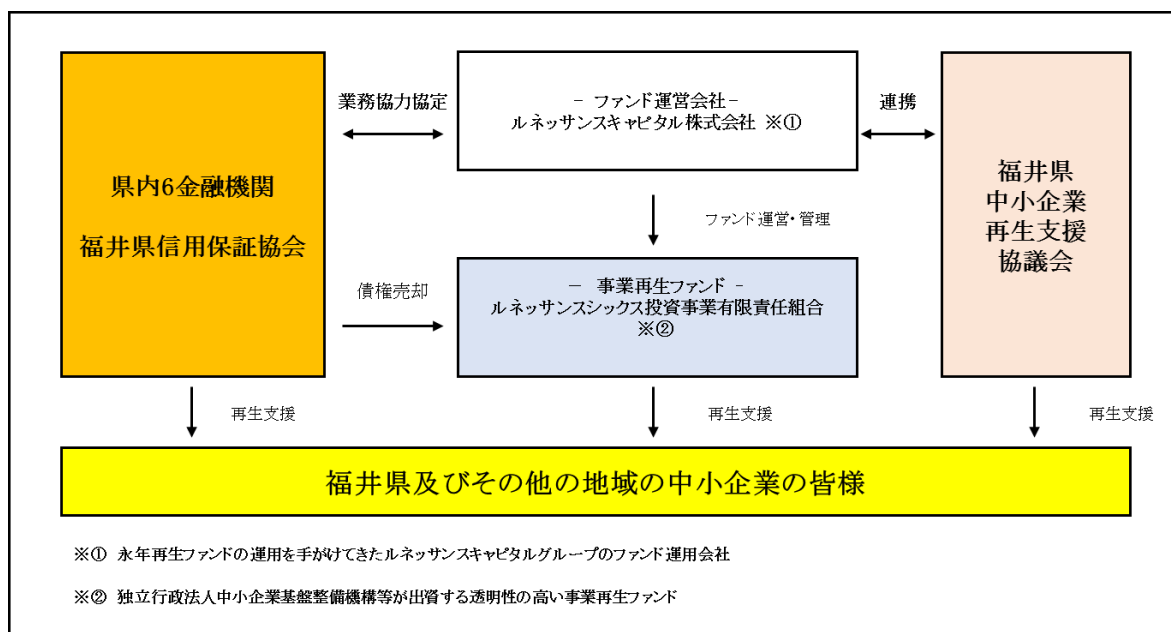 業務協力協定
- ファンド運営会社-
ルネッサンスキャピタル株式会社 ※①
連携
県内6金融機関
福井県信用保証協会
福井県
中小企業
再生支援
協議会
ファンド運営・管理
債権売却
- 事業再生ファンド -
ルネッサンスシックス投資事業有限責任組合
※②
再生支援
再生支援
再生支援
福井県及びその他の地域の中小企業の皆様
※① 永年再生ファンドの運用を手がけてきたルネッサンスキャピタルグループのファンド運用会社
※② 独立行政法人中小企業基盤整備機構等が出資する透明性の高い事業再生ファンド